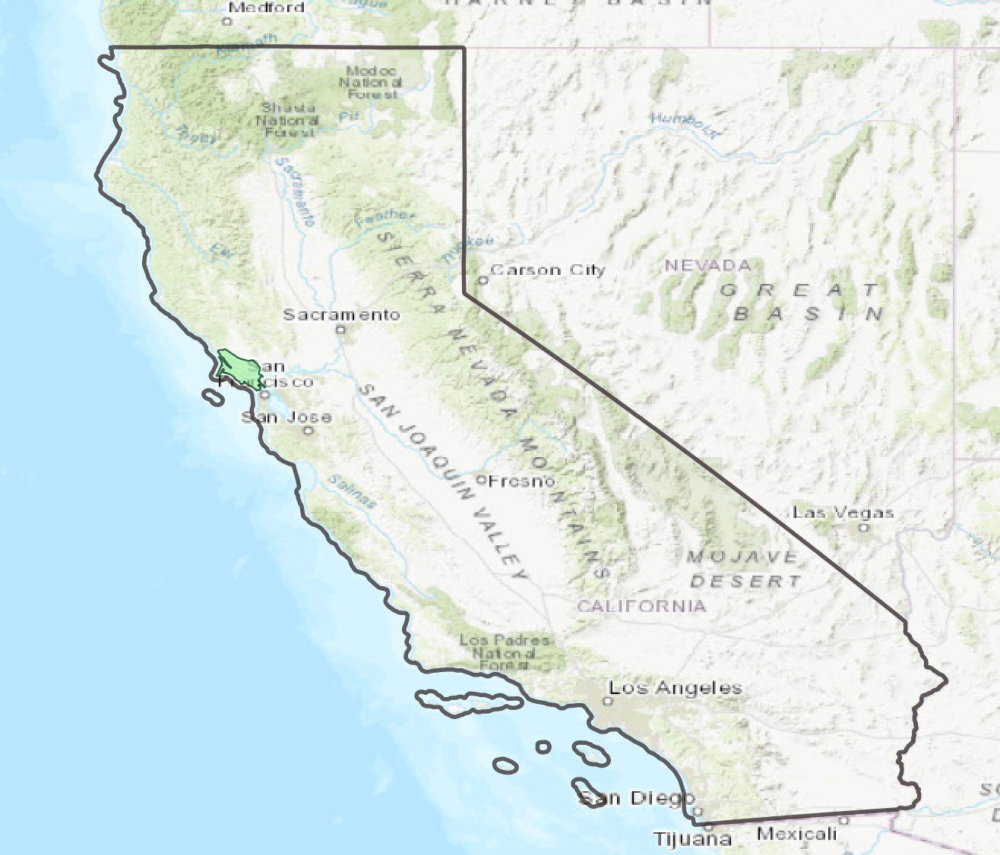 Medford
HARNEY BASIN
Klamath
Modoc
National
Forest
Shasta
National
Forest
Pit
Trinity
Humboldt
Sacramento
Feather
Eel
Truckee
SIERRA NEVADA MOUNTAINS
Carson City
NEVADA
GREAT
BASIN
Sacramento
San
Francisco
San Jose
SAN JOAQUIN VALLEY
Salinas
Fresno
Las Vegas
MOJAVE
DESERT
CALIFORNIA
Los Padres
National
Forest
Los Angeles
San Diego
Tijuana
Mexicali